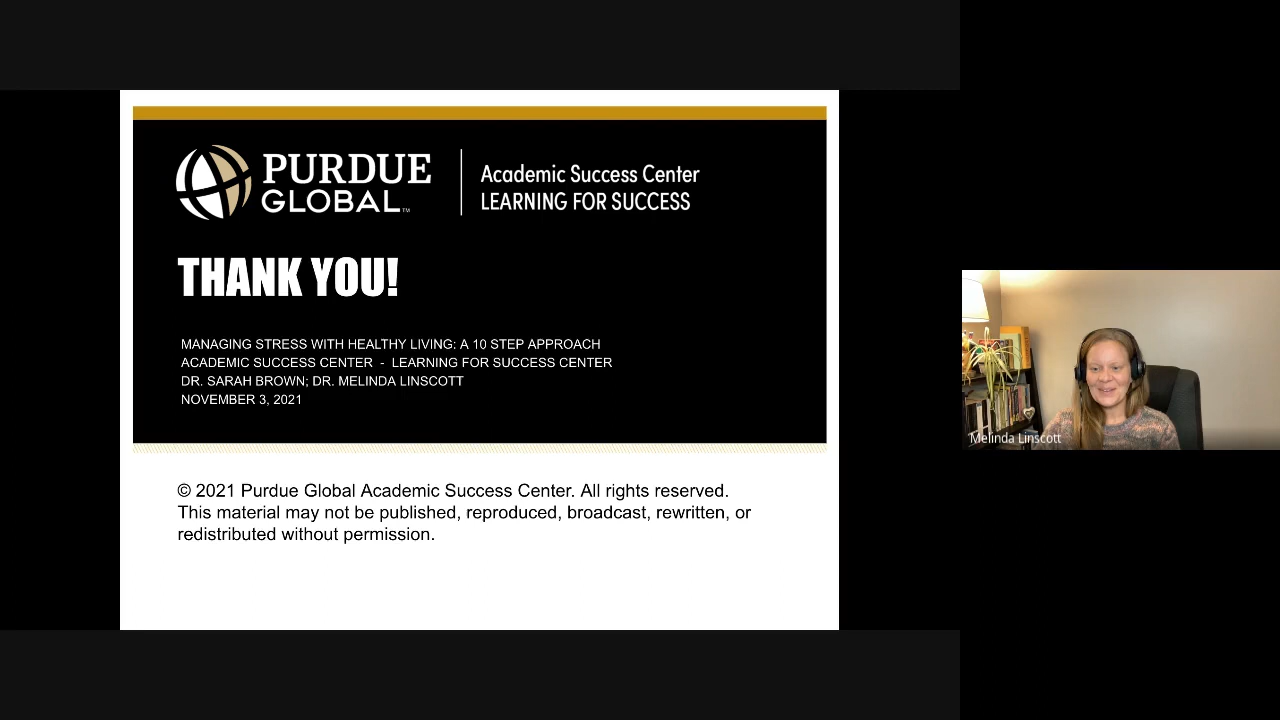 PURDUE
GLOBAL™
Academic Success Center
LEARNING FOR SUCCESS
THANK YOU!
MANAGING STRESS WITH HEALTHY LIVING: A 10 STEP APPROACH
ACADEMIC SUCCESS CENTER - LEARNING FOR SUCCESS CENTER
DR. SARAH BROWN; DR. MELINDA LINSCOTT
NOVEMBER 3, 2021
© 2021 Purdue Global Academic Success Center. All rights reserved.
This material may not be published, reproduced, broadcast, rewritten, or
redistributed without permission.
Melinda Linscott